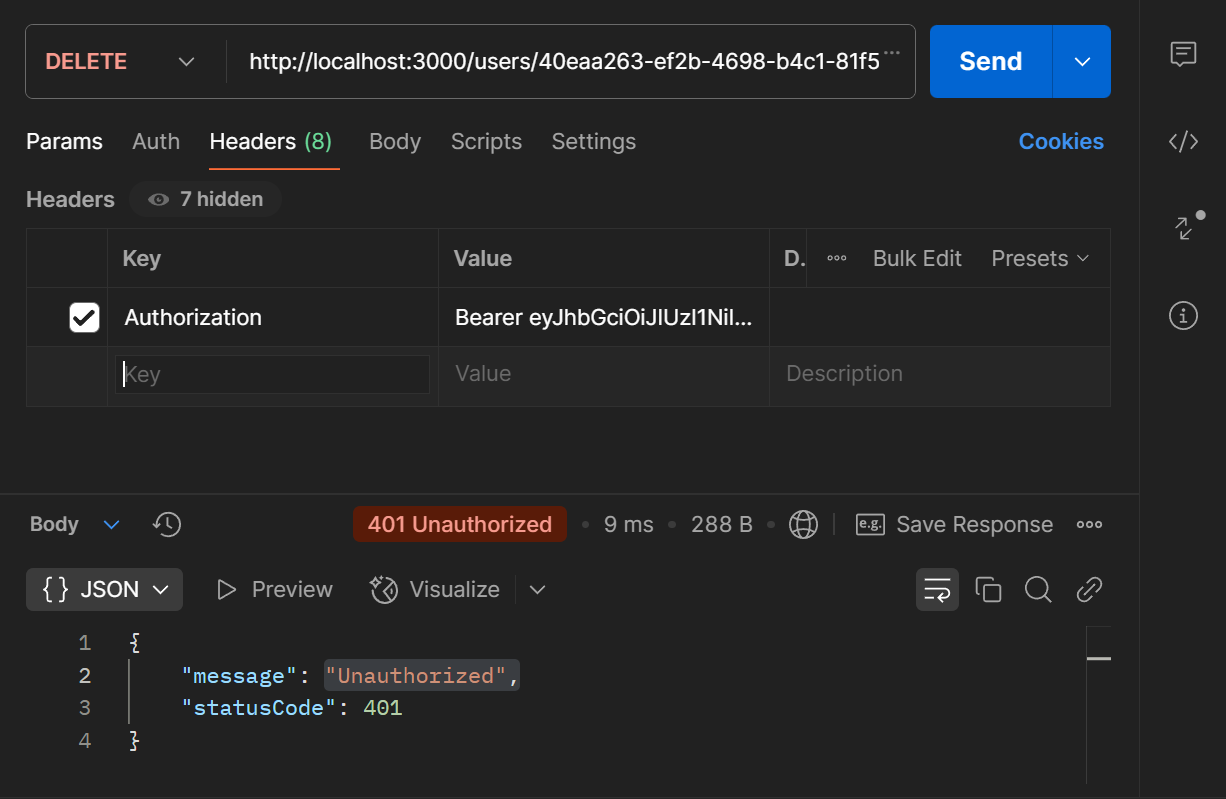 DELETE http://localhost:3000/users/40eaa263-ef2b-4698-b4c1-81f5 ... Send
Params Auth Headers (8) Body Scripts Settings Cookies
Headers 7 hidden
Key Value D. Bulk Edit Presets
Authorization Bearer eyJhbGciOiJIUzI1NiI...
Key Value Description
Body 401 Unauthorized • 9 ms • 288 B • e.g. Save Response
{} JSON Preview Visualize
1 {
2 "message": "Unauthorized",
3 "statusCode": 401
4 }